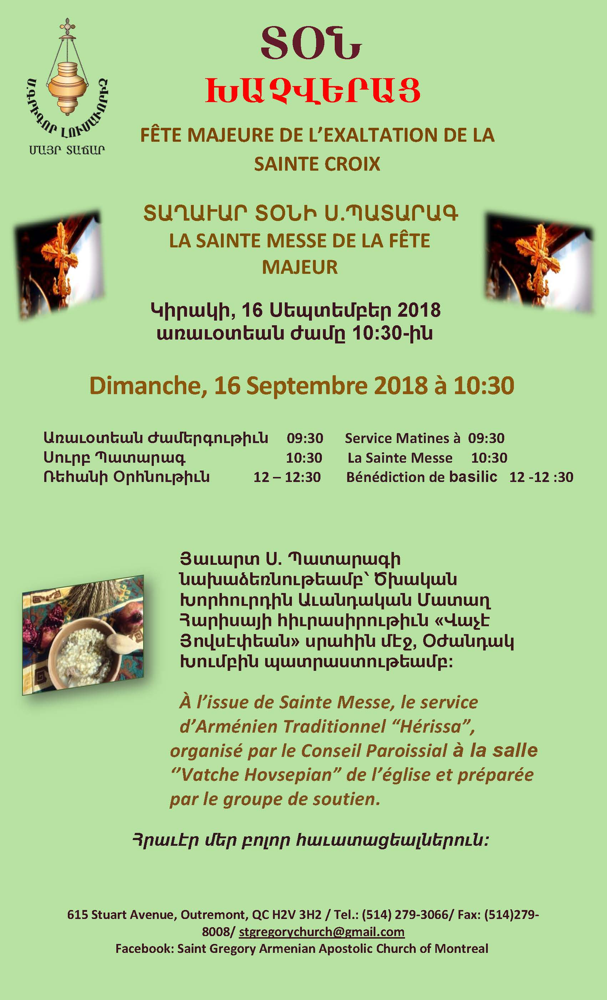 Ս.ԳՐԻԳՈՐ ԼՈՒՍԱՒՈՐԻՉ
ՄԱՅՐ ՏԱՃԱՐ
ՏՕՆ
ԽԱՉՎԵՐԱՑ
FÊTE MAJEURE DE L’EXALTATION DE LA
SAINTE CROIX
ՏԱՂԱՒԱՐ ՏՕՆԻ Ս.ՊԱՏԱՐԱԳ
LA SAINTE MESSE DE LA FÊTE
MAJEUR
Կիրակի, 16 Սեպտեմբեր 2018
առաւօտեան ժամը 10:30-ին
Dimanche, 16 Septembre 2018 à 10:30
Առաւօտեան ժամերգութիւն 09:30 Service Matines à 09:30
Սուրբ Պատարագ 10:30 La Sainte Messe 10:30
Ռեհանի Օրհնութիւն 12 – 12:30 Bénédiction de basilic 12 -12 :30
Յաւարտ Ս. Պատարագի
նախաձեռնութեամբ՝ Ծխական
Խորհուրդին Աւանդական Մատաղ
Հարիսայի հիւրասիրութիւն «Վաչէ
Յովսէփեան» սրահին մէջ, Օժանդակ
Խումբին պատրաստութեամբ:
À l’issue de Sainte Messe, le service
d’Arménien Traditionnel “Hérissa”,
organisé par le Conseil Paroissial à la salle
‘’Vatche Hovsepian” de l’église et préparée
par le groupe de soutien.
Հրաւէր մեր բոլոր հաւատացեալներուն:
615 Stuart Avenue, Outremont, QC H2V 3H2 / Tel.: (514) 279-3066/ Fax: (514)279-
8008/ stgregorychurch@gmail.com
Facebook: Saint Gregory Armenian Apostolic Church of Montreal